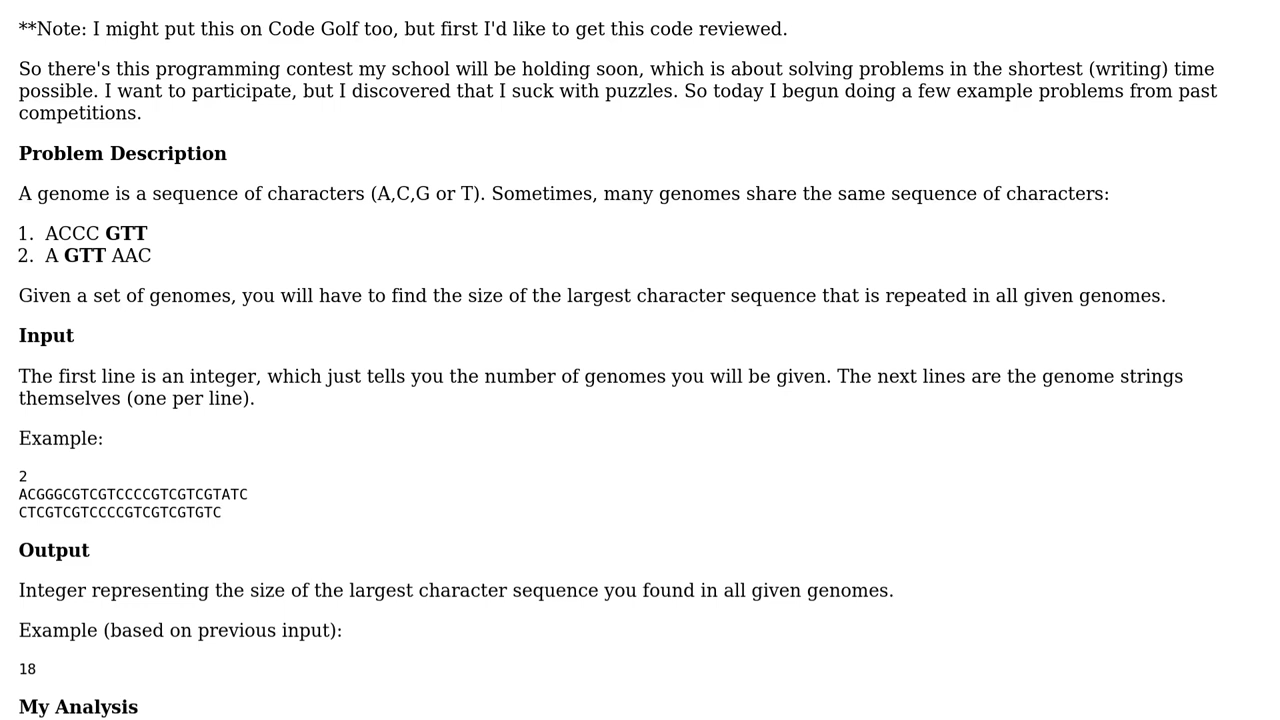 **Note: I might put this on Code Golf too, but first I'd like to get this code reviewed.
So there's this programming contest my school will be holding soon, which is about solving problems in the shortest (writing) time
possible. I want to participate, but I discovered that I suck with puzzles. So today I begun doing a few example problems from past
competitions.
Problem Description
A genome is a sequence of characters (A,C,G or T). Sometimes, many genomes share the same sequence of characters:
1. ACCC GTT
2. A GTT AAC
Given a set of genomes, you will have to find the size of the largest character sequence that is repeated in all given genomes.
Input
The first line is an integer, which just tells you the number of genomes you will be given. The next lines are the genome strings
themselves (one per line).
Example:
2
ACGGGCGTCGTCCCCGTCGTCGTATC
CTCGTCGTCCCCGTCGTCGTGTC
Output
Integer representing the size of the largest character sequence you found in all given genomes.
Example (based on previous input):
18
My Analysis